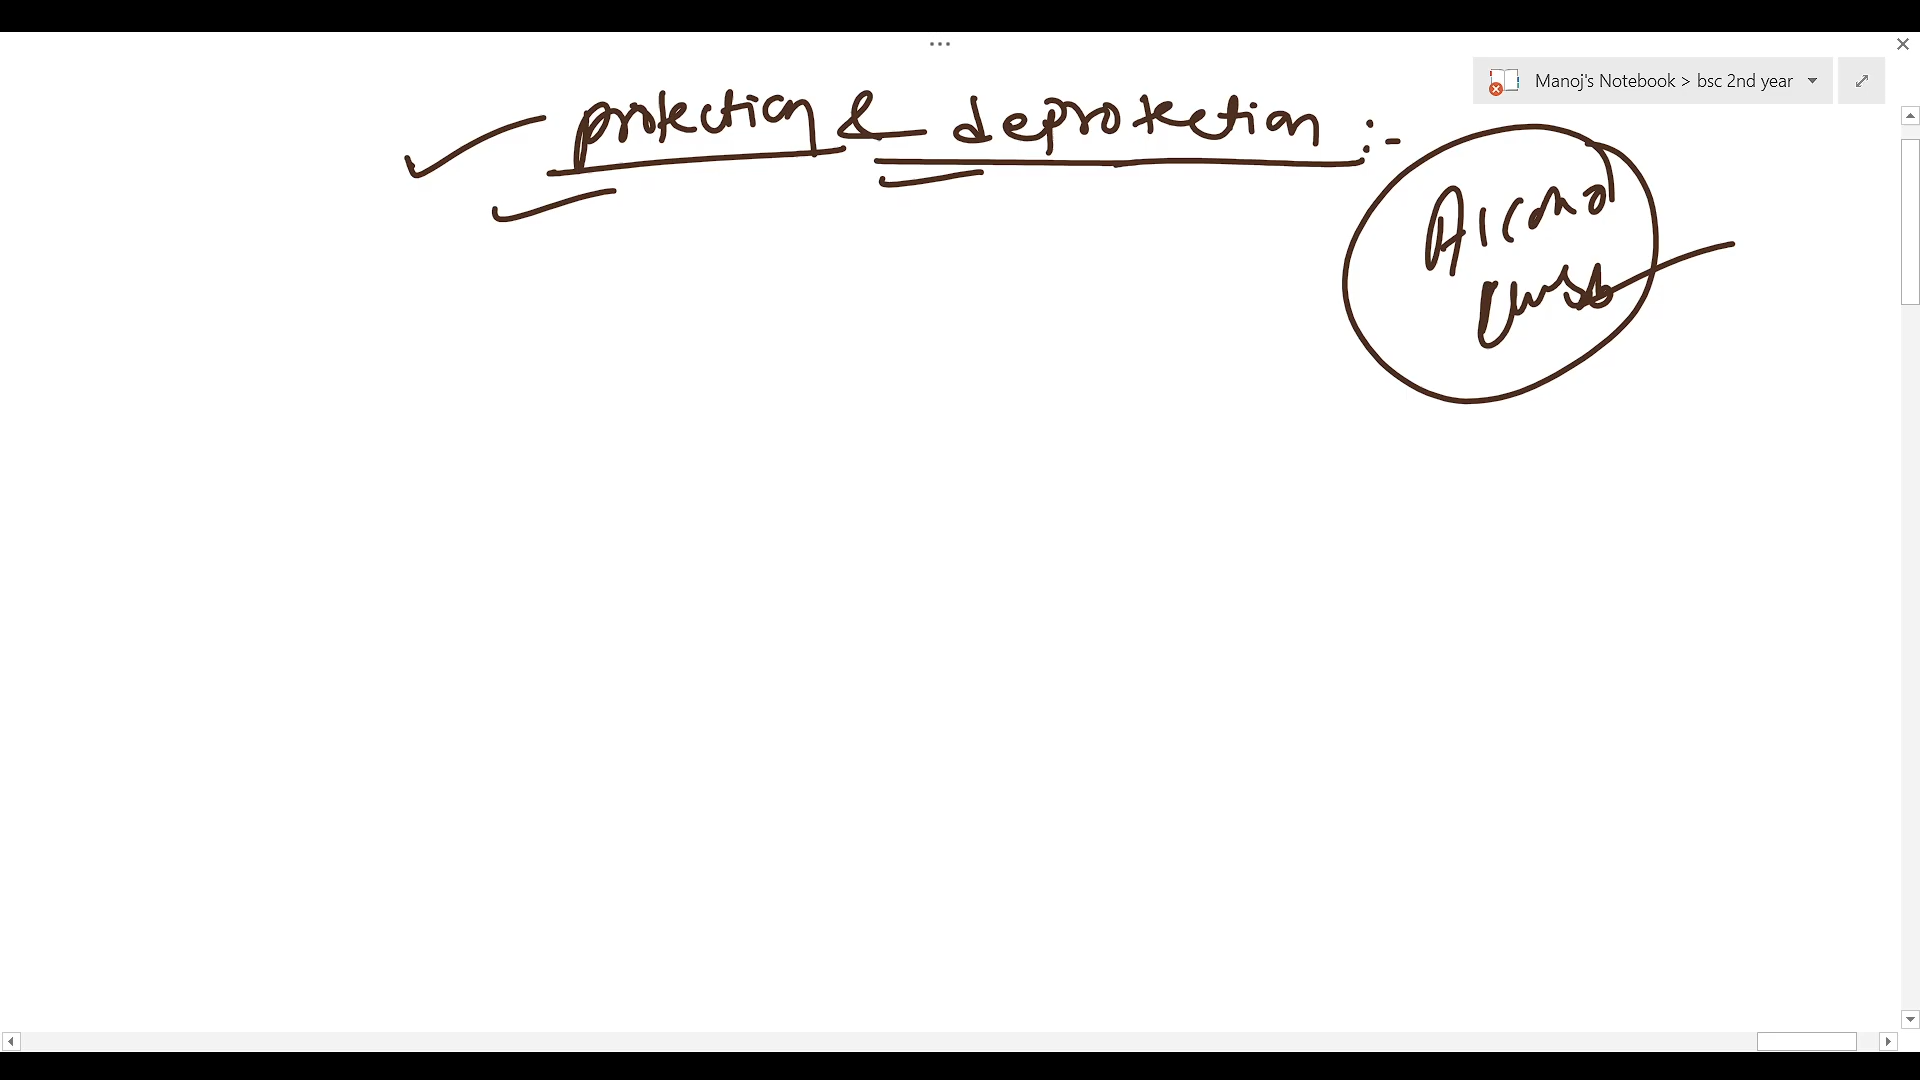 Manoj's Notebook > bsc 2nd year
protection & deprotection :-
Alcohol